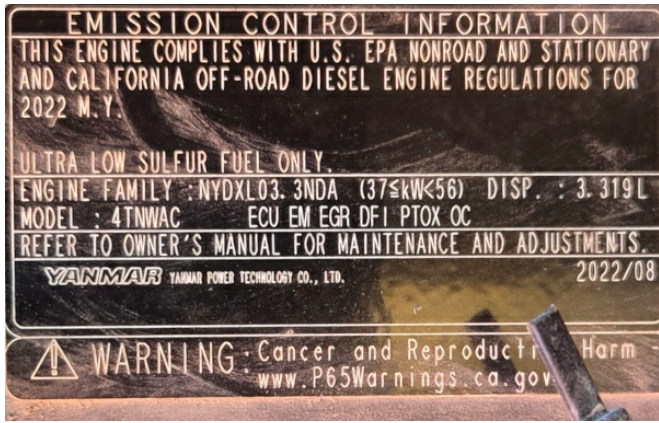 EMISSION CONTROL INFORMATION
THIS ENGINE COMPLIES WITH U.S. EPA NONROAD AND STATIONARY
AND CALIFORNIA OFF-ROAD DIESEL ENGINE REGULATIONS FOR
2022 M.Y.
ULTRA LOW SULFUR FUEL ONLY.
ENGINE FAMILY : NYDXL03.3NDA (37≤kW<56) DISP. : 3.319L
MODEL : 4TNWAC ECU EM EGR DFI PTOX OC
REFER TO OWNER'S MANUAL FOR MAINTENANCE AND ADJUSTMENTS.
YANMAR YANMAR POWER TECHNOLOGY CO., LTD. 2022/08
WARNING: Cancer and Reproducti Harm -
www.P65Warnings.ca.gov